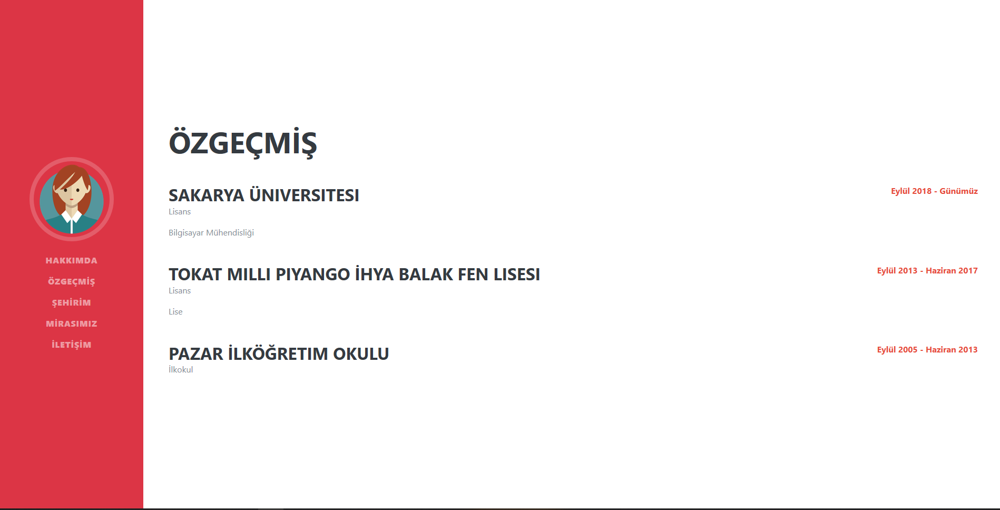 HAKKIMDA
ÖZGEÇMİŞ
ŞEHİRİM
MİRASIMIZ
İLETİŞİM
ÖZGEÇMİŞ
SAKARYA ÜNIVERSITESI
Eylül 2018 - Günümüz
Lisans
Bilgisayar Mühendisliği
TOKAT MILLI PIYANGO İHYA BALAK FEN LISESI
Eylül 2013 - Haziran 2017
Lisans
Lise
PAZAR İLKÖĞRETIM OKULU
Eylül 2005 - Haziran 2013
İlkokul